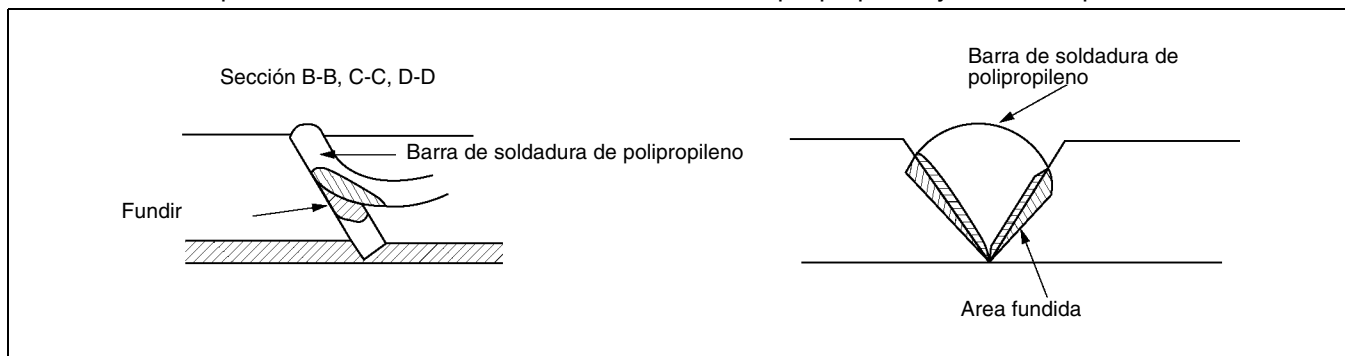 Sección B-B, C-C, D-D
Barra de soldadura de polipropileno
Fundir
Barra de soldadura de
polipropileno
Area fundida